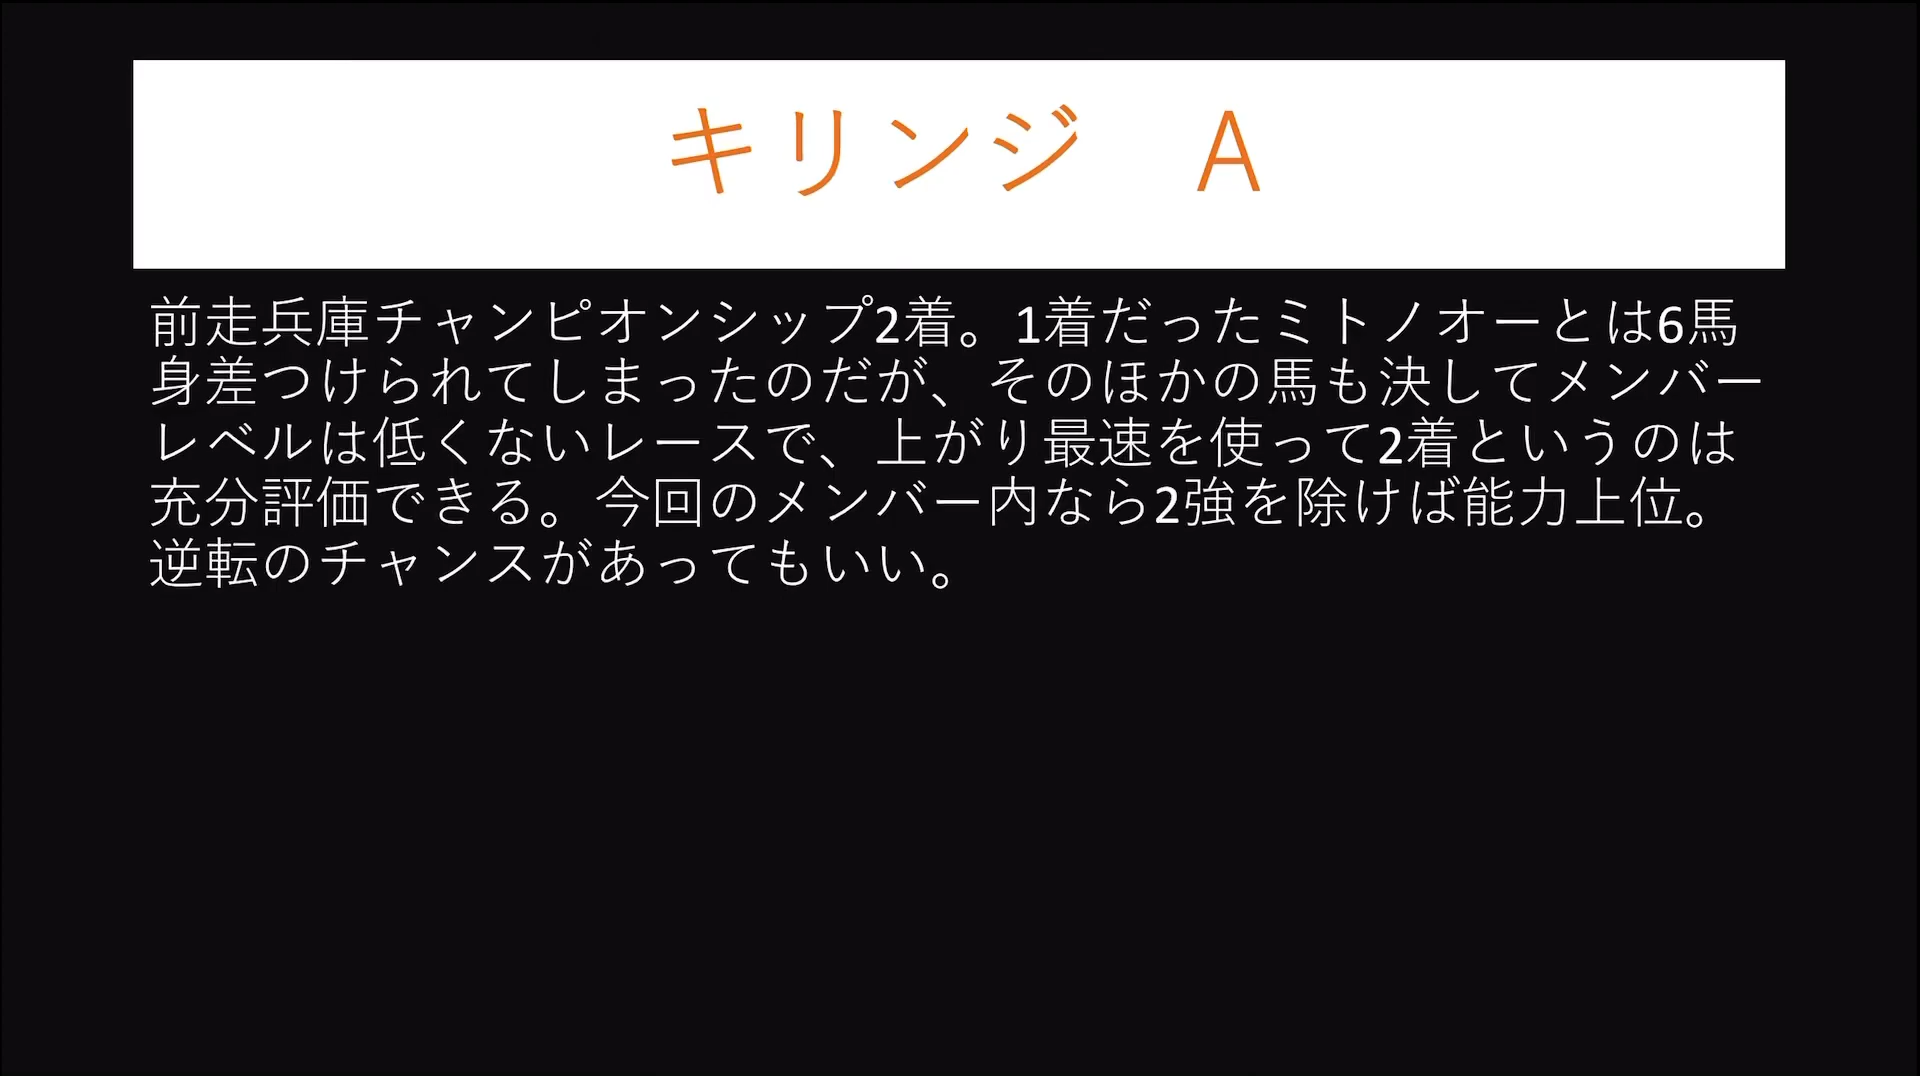 キリンジ　A
前走兵庫チャンピオンシップ2着。1着だったミトノオーとは6馬
身差つけられてしまったのだが、そのほかの馬も決してメンバー
レベルは低くないレースで、上がり最速を使って2着というのは
充分評価できる。今回のメンバー内なら2強を除けば能力上位。
逆転のチャンスがあってもいい。